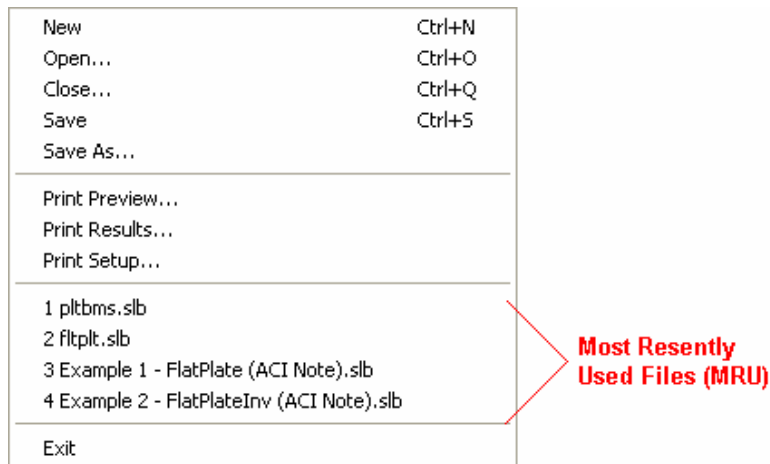 New Ctrl+N
Open... Ctrl+O
Close... Ctrl+Q
Save Ctrl+S
Save As...
Print Preview...
Print Results...
Print Setup...
1 pltbms.slb
2 fltplt.slb
3 Example 1 - FlatPlate (ACI Note).slb
4 Example 2 - FlatPlateInv (ACI Note).slb
Most Resently
Used Files (MRU)
Exit